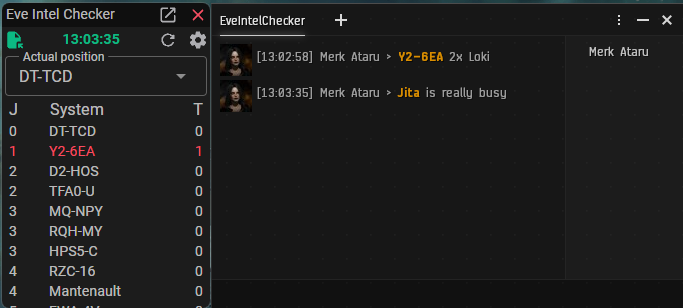 Eve Intel Checker
13:03:35
Actual position
DT-TCD
J System T
0 DT-TCD 0
1 Y2-6EA 1
2 D2-HOS 0
2 TFA0-U 0
3 MQ-NPY 0
3 RQH-MY 0
3 HPS5-C 0
4 RZC-16 0
4 Mantenault 0
EveIntelChecker
[13:02:58] Merk Ataru > Y2-6EA 2x Loki
[13:03:35] Merk Ataru > Jita is really busy
Merk Ataru